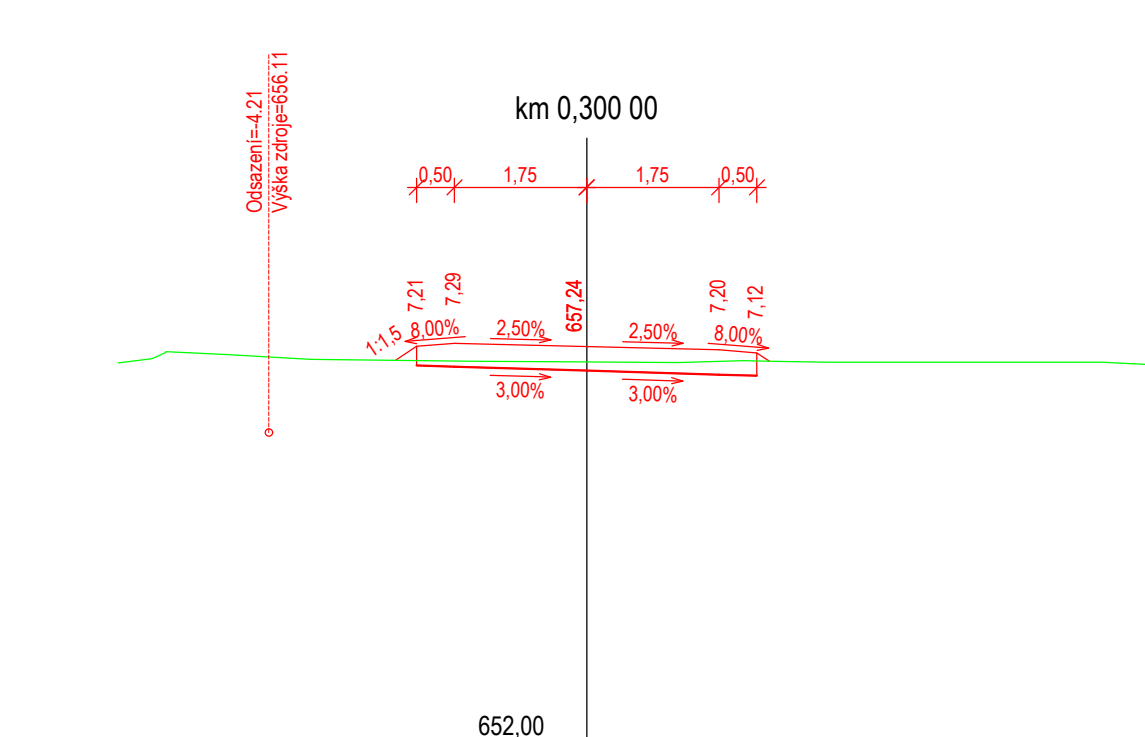 Odsazení=-4.21
Výška zdroje=656.11
km 0,300 00
0,50 1,75 1,75 0,50
7,21 7,29 657,24 7,20 7,12
1:1,5 8,00% 2,50% 2,50% 8,00%
3,00% 3,00%
652,00